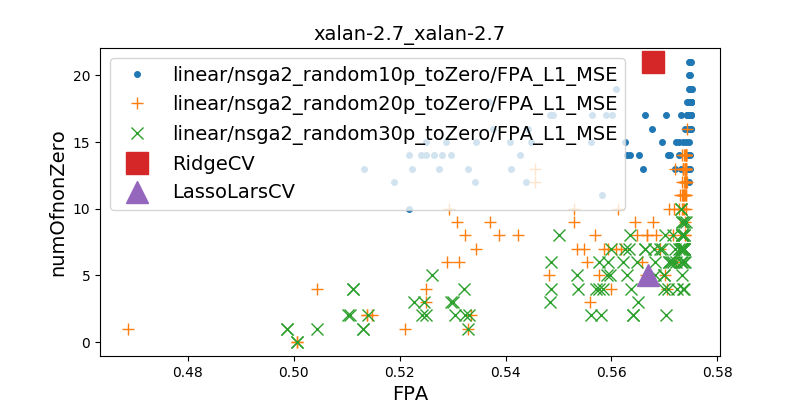 xalan-2.7_xalan-2.7
linear/nsga2_random10p_toZero/FPA_L1_MSE
linear/nsga2_random20p_toZero/FPA_L1_MSE
linear/nsga2_random30p_toZero/FPA_L1_MSE
RidgeCV
LassoLarsCV
numOfnonZero
20
15
10
5
0
0.48 0.50 0.52 0.54 0.56 0.58
FPA